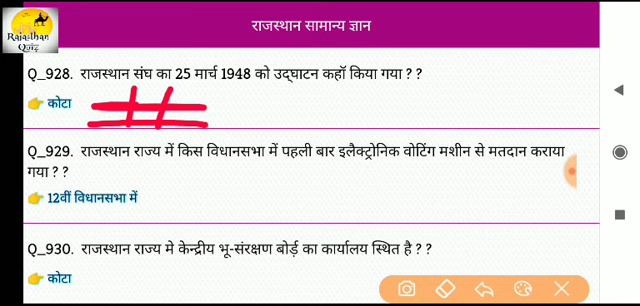 राजस्थान सामान्य ज्ञान
Rajasthan
Quiz
Q_928. राजस्थान संघ का 25 मार्च 1948 को उद्घाटन कहॉ किया गया ? ?
👉 कोटा
Q_929. राजस्थान राज्य में किस विधानसभा में पहली बार इलैक्ट्रोनिक वोटिंग मशीन से मतदान कराया
गया ? ?
👉 12वीं विधानसभा में
Q_930. राजस्थान राज्य मे केन्द्रीय भू-संरक्षण बोर्ड़ का कार्यालय स्थित है ? ?
👉 कोटा